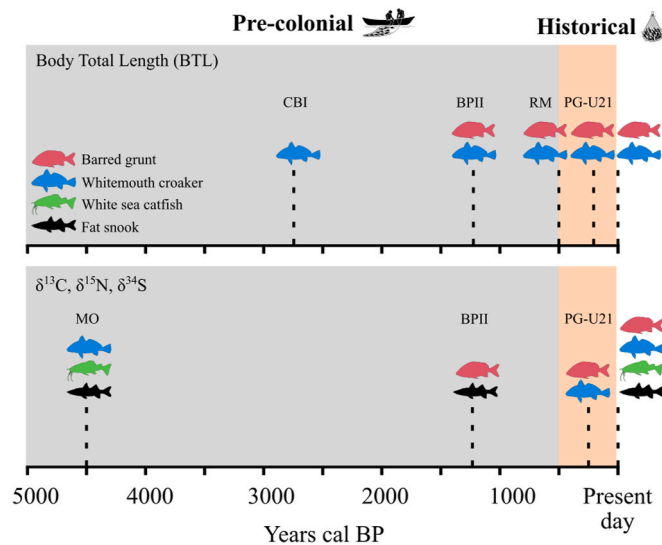 Pre-colonial Historical
Body Total Length (BTL)
CBI BPII RM PG-U21
Barred grunt
Whitemouth croaker
White sea catfish
Fat snook
δ¹³C, δ¹⁵N, δ³⁴S
MO BPII PG-U21
5000 4000 3000 2000 1000 Present
day
Years cal BP